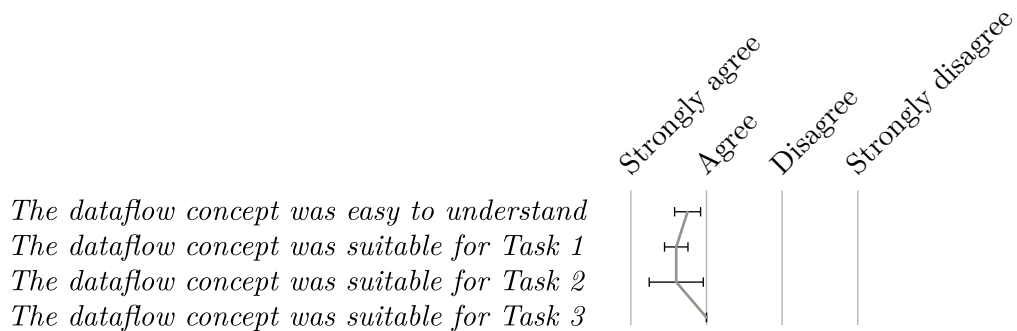 Strongly agree
Agree
Disagree
Strongly disagree
The dataflow concept was easy to understand
The dataflow concept was suitable for Task 1
The dataflow concept was suitable for Task 2
The dataflow concept was suitable for Task 3